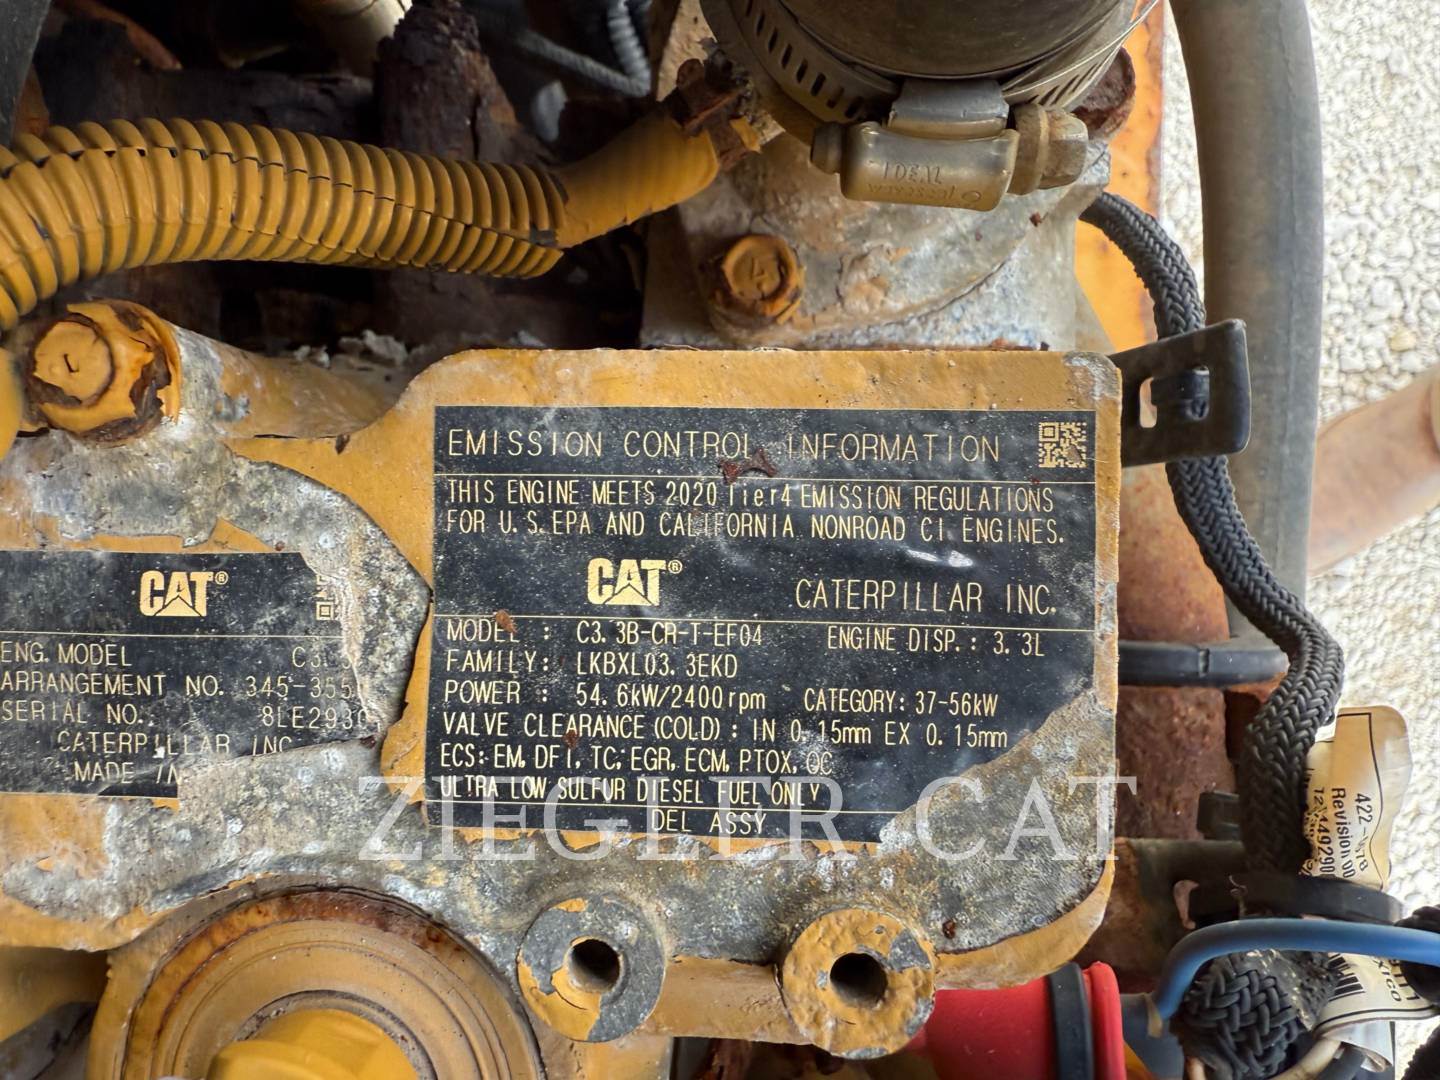 IDEAL
EMISSION CONTROL INFORMATION
THIS ENGINE MEETS 2020 Tier4 EMISSION REGULATIONS
FOR U.S.EPA AND CALIFORNIA NONROAD CI ENGINES.
CAT®
CATERPILLAR INC.
MODEL : C3.3B-CR-T-EF04 ENGINE DISP.: 3.3L
FAMILY: LKBXL03.3EKD
POWER : 54.6kW/2400rpm CATEGORY: 37-56kW
VALVE CLEARANCE(COLD): IN 0.15mm EX 0.15mm
ECS: EM, DFI, TC, EGR, ECM, PTOX, OC
ULTRA LOW SULFUR DIESEL FUEL ONLY
DEL ASSY
CAT®
ENG. MODEL
ARRANGEMENT NO. 345-355
SERIAL NO. 8LE293
CATERPILLAR INC
MADE
ZIEGLER CAT
Revision 00